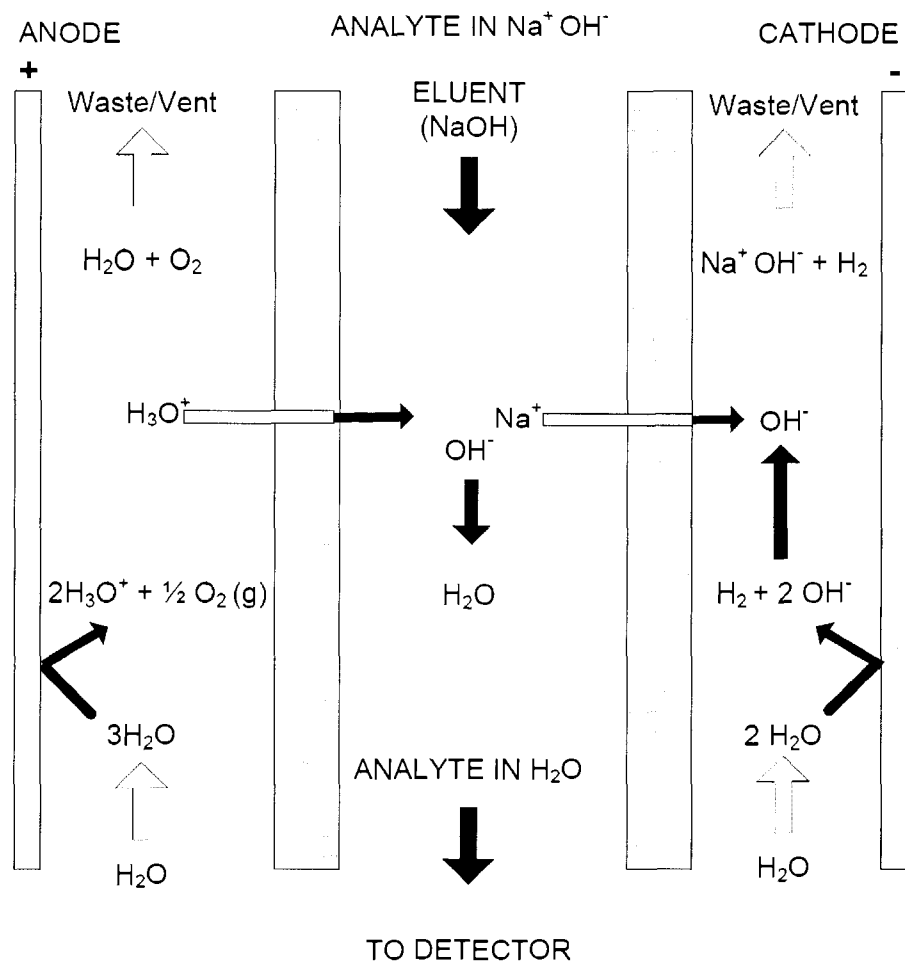 ANODE
ANALYTE IN Na⁺ OH⁻
CATHODE
+
-
Waste/Vent
ELUENT
(NaOH)
Waste/Vent
H₂O + O₂
Na⁺ OH⁻ + H₂
H₃O⁺
Na⁺
OH⁻
OH⁻
2H₃O⁺ + ½ O₂ (g)
H₂O
H₂ + 2 OH⁻
3H₂O
2 H₂O
ANALYTE IN H₂O
H₂O
H₂O
TO DETECTOR